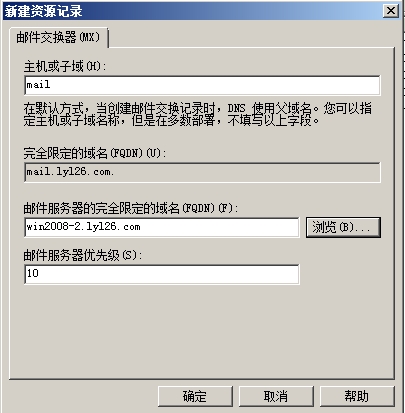 新建资源记录
邮件交换器(MX)
主机或子域(H):
mail
在默认方式，当创建邮件交换记录时，DNS 使用父域名。您可以指
定主机或子域名称，但是在多数部署，不填写以上字段。
完全限定的域名(FQDN)(U):
mail.lyl26.com.
邮件服务器的完全限定的域名(FQDN)(F):
win2008-2.lyl26.com
浏览(B)...
邮件服务器优先级(S):
10
确定
取消
帮助